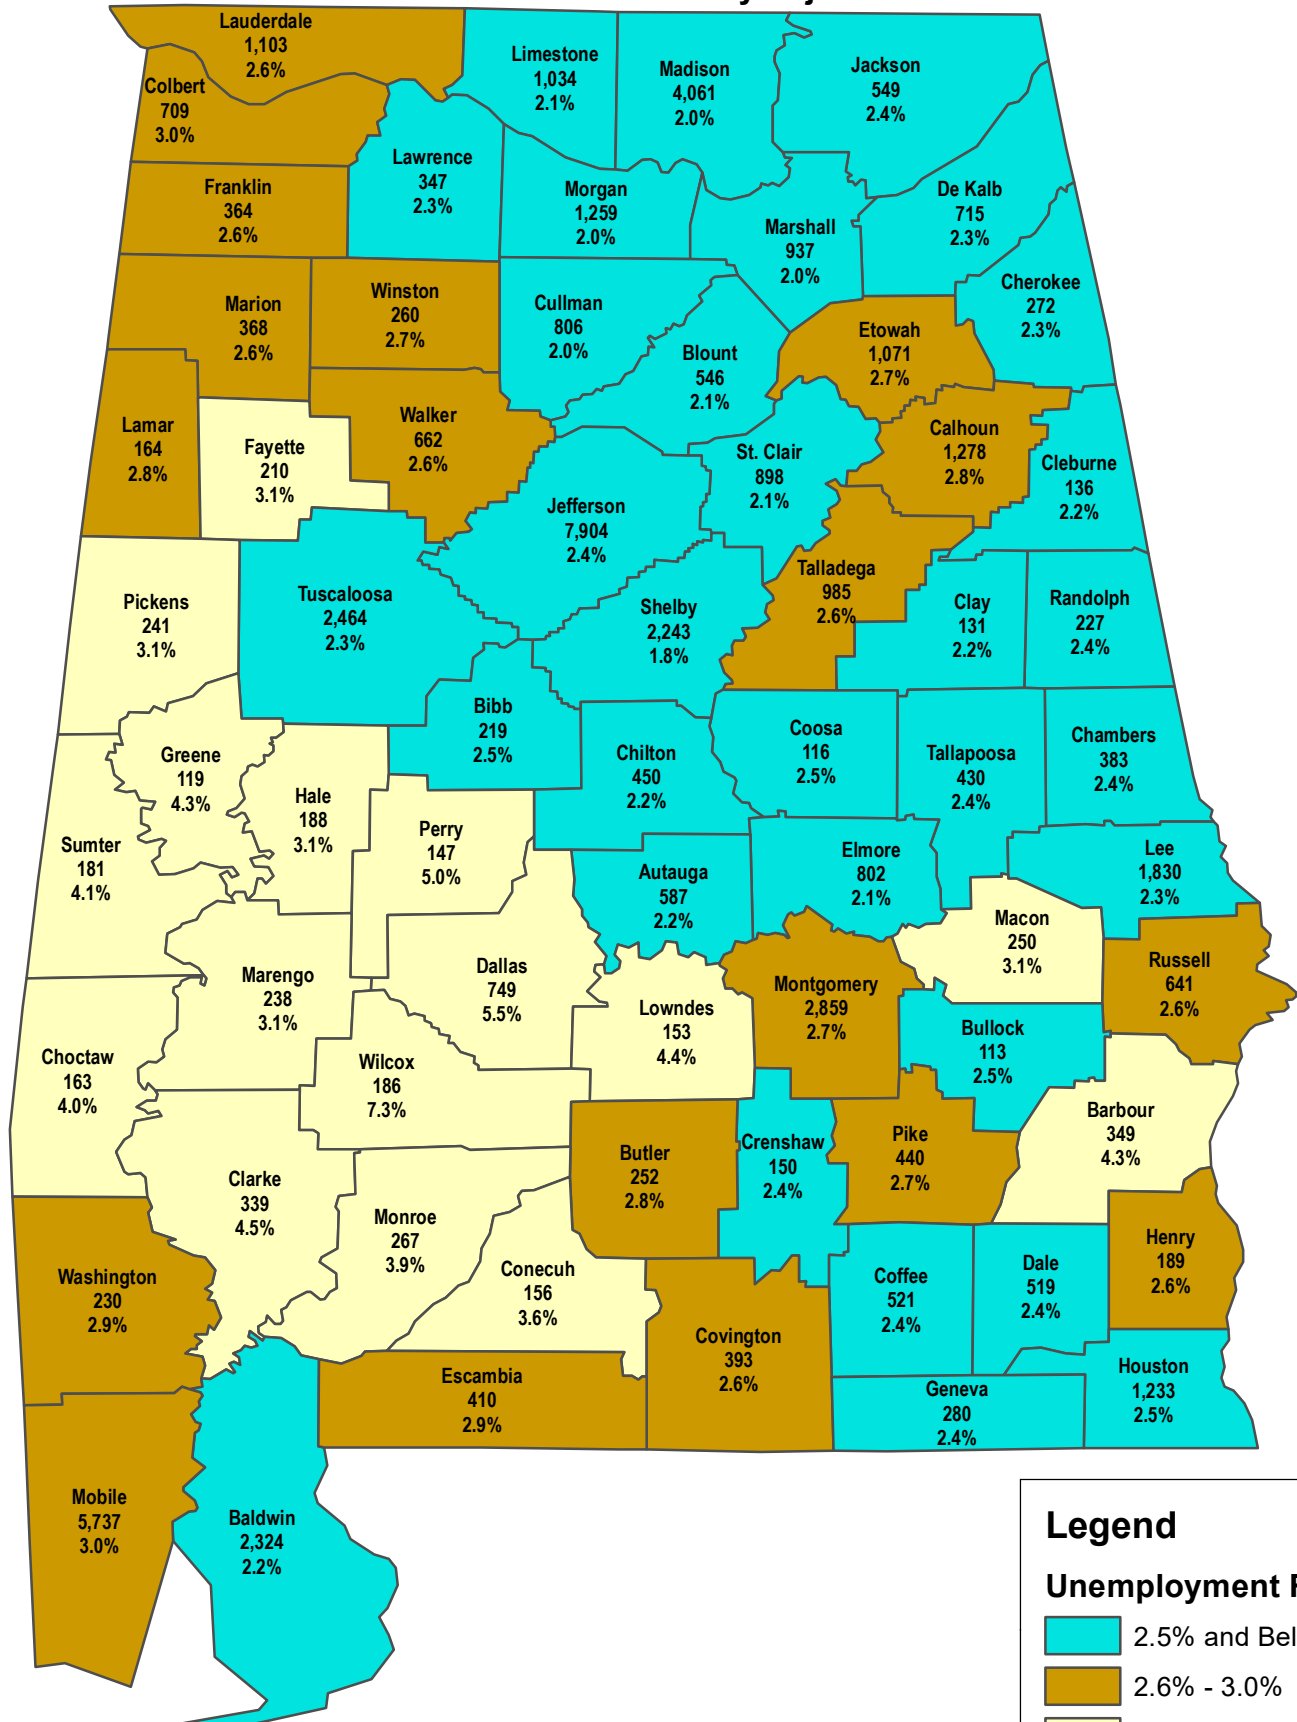 Lauderdale
1,103
2.6%
Limestone
1,034
2.1%
Madison
4,061
2.0%
Jackson
549
2.4%
Colbert
709
3.0%
Lawrence
347
2.3%
Franklin
364
2.6%
Morgan
1,259
2.0%
De Kalb
715
2.3%
Marshall
937
2.0%
Cherokee
272
2.3%
Marion
368
2.6%
Winston
260
2.7%
Cullman
806
2.0%
Etowah
1,071
2.7%
Blount
546
2.1%
Lamar
164
2.8%
Walker
662
2.6%
Calhoun
1,278
2.8%
Fayette
210
3.1%
St. Clair
898
2.1%
Cleburne
136
2.2%
Jefferson
7,904
2.4%
Talladega
985
2.6%
Pickens
241
3.1%
Tuscaloosa
2,464
2.3%
Shelby
2,243
1.8%
Clay
131
2.2%
Randolph
227
2.4%
Bibb
219
2.5%
Coosa
116
2.5%
Chambers
383
2.4%
Greene
119
4.3%
Chilton
450
2.2%
Tallapoosa
430
2.4%
Hale
188
3.1%
Perry
147
5.0%
Sumter
181
4.1%
Elmore
802
2.1%
Lee
1,830
2.3%
Autauga
587
2.2%
Macon
250
3.1%
Dallas
749
5.5%
Marengo
238
3.1%
Montgomery
2,859
2.7%
Russell
641
2.6%
Lowndes
153
4.4%
Bullock
113
2.5%
Choctaw
163
4.0%
Wilcox
186
7.3%
Barbour
349
4.3%
Butler
252
2.8%
Crenshaw
150
2.4%
Pike
440
2.7%
Clarke
339
4.5%
Monroe
267
3.9%
Henry
189
2.6%
Conecuh
156
3.6%
Washington
230
2.9%
Coffee
521
2.4%
Dale
519
2.4%
Covington
393
2.6%
Escambia
410
2.9%
Houston
1,233
2.5%
Geneva
280
2.4%
Mobile
5,737
3.0%
Baldwin
2,324
2.2%
Legend
Unemployment
2.5% and Bel
2.6% - 3.0%